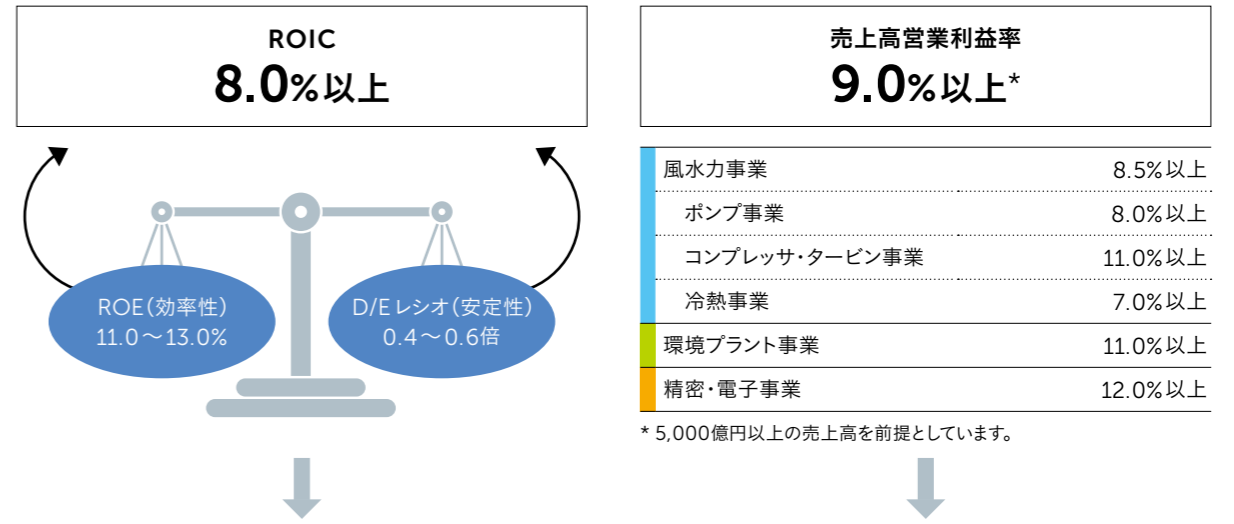 ROIC
8.0%以上
ROE(効率性)
11.0～13.0%
D/Eレシオ(安定性)
0.4～0.6倍
売上高営業利益率
9.0%以上*
風水力事業 8.5%以上
ポンプ事業 8.0%以上
コンプレッサ・タービン事業 11.0%以上
冷熱事業 7.0%以上
環境プラント事業 11.0%以上
精密・電子事業 12.0%以上
* 5,000億円以上の売上高を前提としています。